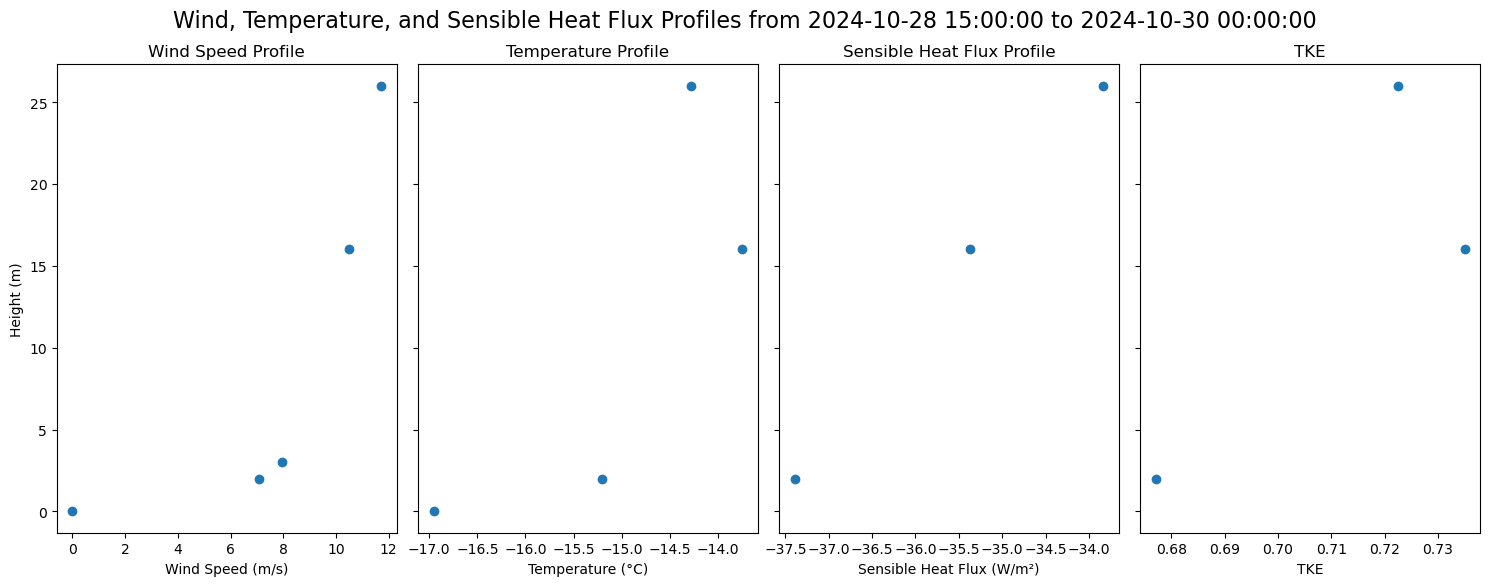 Wind, Temperature, and Sensible Heat Flux Profiles from 2024-10-28 15:00:00 to 2024-10-30 00:00:00
Wind Speed Profile
Temperature Profile
Sensible Heat Flux Profile
TKE
25
20
15
10
5
0
Height (m)
0 2 4 6 8 10 12
−17.0 −16.5 −16.0 −15.5 −15.0 −14.5 −14.0
−37.5 −37.0 −36.5 −36.0 −35.5 −35.0 −34.5 −34.0
0.68 0.69 0.70 0.71 0.72 0.73
Wind Speed (m/s)
Temperature (°C)
Sensible Heat Flux (W/m²)
TKE